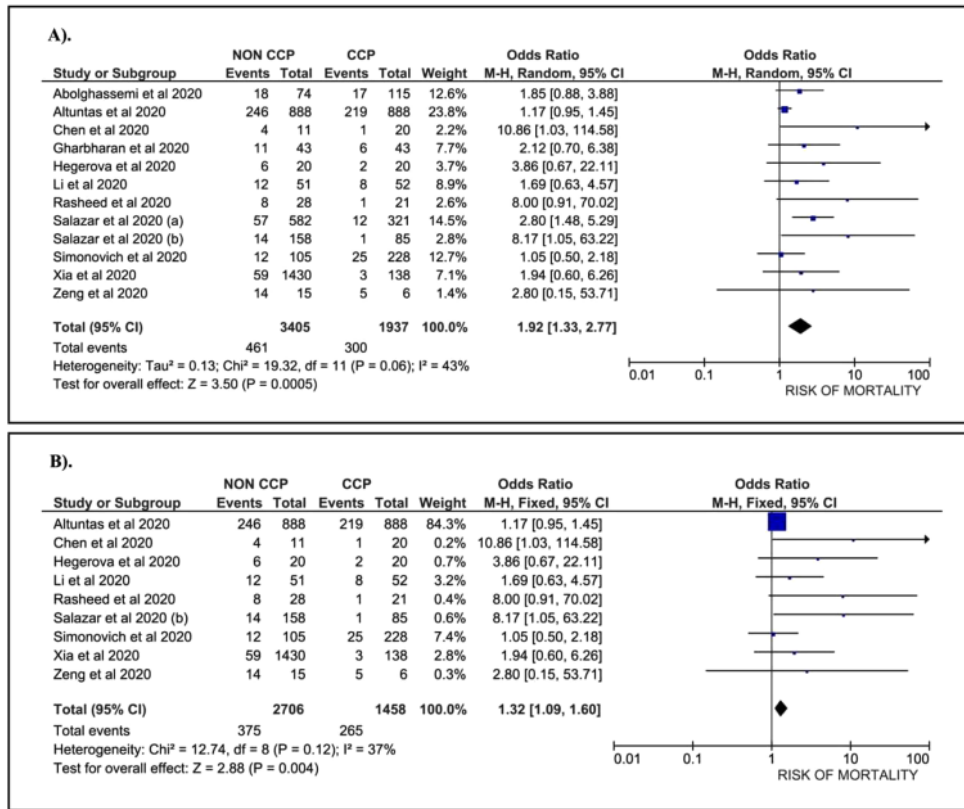 A).
NON CCP CCP Odds Ratio Odds Ratio
Study or Subgroup Events Total Events Total Weight M-H, Random, 95% CI M-H, Random, 95% CI
Abolghassemi et al 2020 18 74 17 115 12.6% 1.85 [0.88, 3.88]
Altuntas et al 2020 246 888 219 888 23.8% 1.17 [0.95, 1.45]
Chen et al 2020 4 11 1 20 2.2% 10.86 [1.03, 114.58]
Gharbharan et al 2020 11 43 6 43 7.7% 2.12 [0.70, 6.38]
Hegerova et al 2020 6 20 2 20 3.7% 3.86 [0.67, 22.11]
Li et al 2020 12 51 8 52 8.9% 1.69 [0.63, 4.57]
Rasheed et al 2020 8 28 1 21 2.6% 8.00 [0.91, 70.02]
Salazar et al 2020 (a) 57 582 12 321 14.5% 2.80 [1.48, 5.29]
Salazar et al 2020 (b) 14 158 1 85 2.8% 8.17 [1.05, 63.22]
Simonovich et al 2020 12 105 25 228 12.7% 1.05 [0.50, 2.18]
Xia et al 2020 59 1430 3 138 7.1% 1.94 [0.60, 6.26]
Zeng et al 2020 14 15 5 6 1.4% 2.80 [0.15, 53.71]
Total (95% CI) 3405 1937 100.0% 1.92 [1.33, 2.77]
Total events 461 300
Heterogeneity: Tau² = 0.13; Chi² = 19.32, df = 11 (P = 0.06); I² = 43%
Test for overall effect: Z = 3.50 (P = 0.0005)
0.01 0.1 1 10 100
RISK OF MORTALITY
B).
NON CCP CCP Odds Ratio Odds Ratio
Study or Subgroup Events Total Events Total Weight M-H, Fixed, 95% CI M-H, Fixed, 95% CI
Altuntas et al 2020 246 888 219 888 84.3% 1.17 [0.95, 1.45]
Chen et al 2020 4 11 1 20 0.2% 10.86 [1.03, 114.58]
Hegerova et al 2020 6 20 2 20 0.7% 3.86 [0.67, 22.11]
Li et al 2020 12 51 8 52 3.2% 1.69 [0.63, 4.57]
Rasheed et al 2020 8 28 1 21 0.4% 8.00 [0.91, 70.02]
Salazar et al 2020 (b) 14 158 1 85 0.6% 8.17 [1.05, 63.22]
Simonovich et al 2020 12 105 25 228 7.4% 1.05 [0.50, 2.18]
Xia et al 2020 59 1430 3 138 2.8% 1.94 [0.60, 6.26]
Zeng et al 2020 14 15 5 6 0.3% 2.80 [0.15, 53.71]
Total (95% CI) 2706 1458 100.0% 1.32 [1.09, 1.60]
Total events 375 265
Heterogeneity: Chi² = 12.74, df = 8 (P = 0.12); I² = 37%
Test for overall effect: Z = 2.88 (P = 0.004)
0.01 0.1 1 10 100
RISK OF MORTALITY